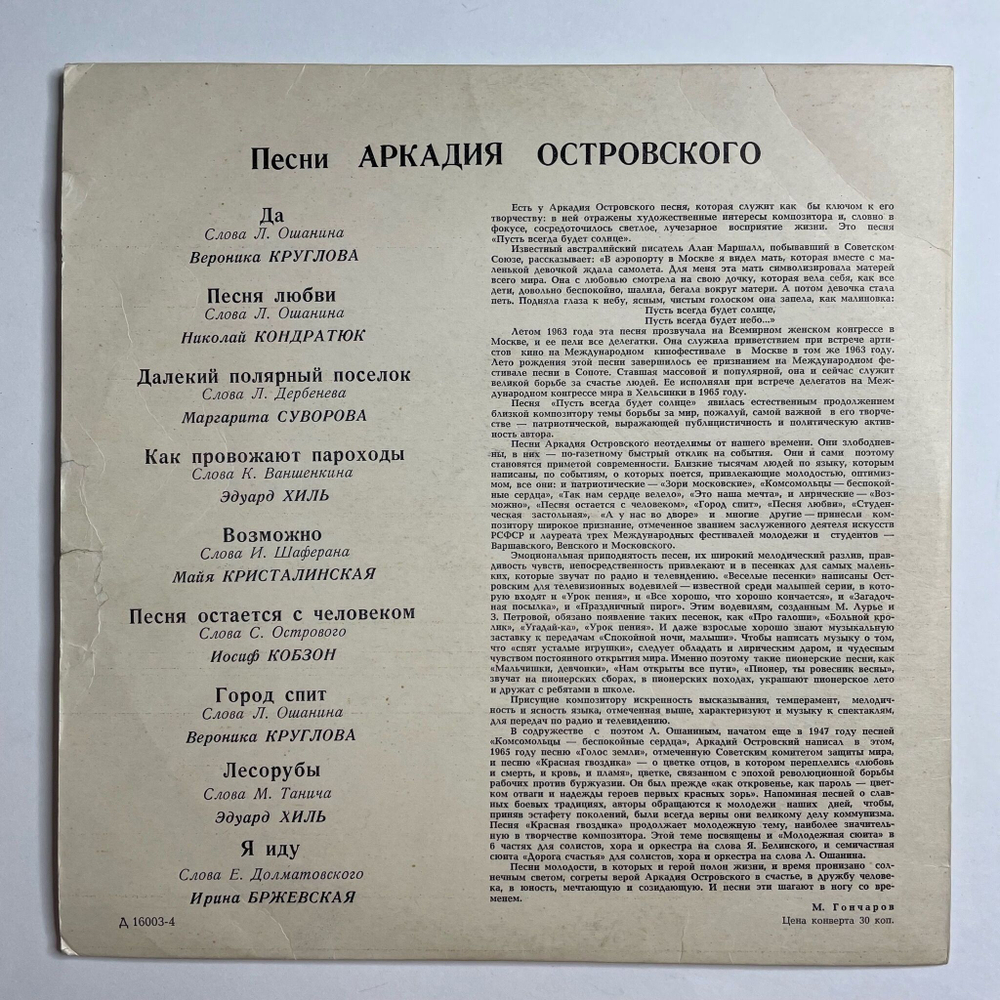 Песни АРКАДИЯ ОСТРОВСКОГО
Да
Слова Л. Ошанина
Вероника КРУГЛОВА
Песня любви
Слова Л. Ошанина
Николай КОНДРАТЮК
Далекий полярный поселок
Слова Л. Дербенева
Маргарита СУВОРОВА
Как провожают пароходы
Слова К. Ваншенкина
Эдуард ХИЛЬ
Возможно
Слова И. Шаферана
Майя КРИСТАЛИНСКАЯ
Песня остается с человеком
Слова С. Острового
Иосиф КОБЗОН
Город спит
Слова Л. Ошанина
Вероника КРУГЛОВА
Лесорубы
Слова М. Танича
Эдуард ХИЛЬ
Я иду
Слова Е. Долматовского
Ирина БРЖЕВСКАЯ
Д 16003-4
Есть у Аркадия Островского песня, которая служит как бы ключом к его
творчеству: в ней отражены художественные интересы композитора и, словно в
фокусе, сосредоточилось светлое, лучезарное восприятие жизни. Это песня
«Пусть всегда будет солнце».
Известный австралийский писатель Алан Маршалл, побывавший в Советском
Союзе, рассказывает: «В аэропорту в Москве я видел мать, которая вместе с ма-
ленькой девочкой ждала самолета. Для меня эта мать символизировала матерей
всего мира. Она с любовью смотрела на свою дочку, которая вела себя, как все
дети, довольно беспокойно, шалила, бегала вокруг матери. А потом девочка стала
петь. Подняла глаза к небу, ясным, чистым голоском она запела, как малиновка:
Пусть всегда будет солнце,
Пусть всегда будет небо...»
Летом 1963 года эта песня прозвучала на Всемирном женском конгрессе в
Москве, и ее пели все делегатки. Она служила приветствием при встрече арти-
стов кино на Международном кинофестивале в Москве в том же 1963 году.
Лето рождения этой песни завершилось ее признанием на Международном фе-
стивале песни в Сопоте. Ставшая массовой и популярной, она и сейчас служит
великой борьбе за счастье людей. Ее исполняли при встрече делегатов на Меж-
дународном конгрессе мира в Хельсинки в 1965 году.
Песня «Пусть всегда будет солнце» явилась естественным продолжением
близкой композитору темы борьбы за мир, пожалуй, самой важной в его творче-
стве — патриотической, выражающей публицистичность и политическую актив-
ность автора.
Песни Аркадия Островского неотделимы от нашего времени. Они злободнев-
ны, в них — по-газетному быстрый отклик на события. Они и сами поэтому
становятся приметой современности. Близкие тысячам людей по языку, которым
написаны, по событиям, о которых поется, привлекающие молодостью, оптимиз-
мом, все они: и патриотические — «Зори московские», «Комсомольцы — беспокой-
ные сердца», «Так нам сердце велело», «Это наша мечта», и лирические — «Воз-
можно», «Песня остается с человеком», «Город спит», «Песня любви», «Студен-
ческая застольная», «А у нас во дворе» и многие другие — принесли ком-
позитору широкое признание, отмеченное званием заслуженного деятеля искусств
РСФСР и лауреата трех Международных фестивалей молодежи и студентов —
Варшавского, Венского и Московского.
Эмоциональная приподнятость песен, их широкий мелодический разлив, прав-
дивость чувств, непосредственность привлекают и в песенках для самых малень-
ких, которые звучат по радио и телевидению. «Веселые песенки» написаны Ост-
ровским для телевизионных водевилей — известной среди малышей серии, в кото-
рую входят и «Урок пения», и «Все хорошо, что хорошо кончается», и «Загадоч-
ная посылка», и «Праздничный пирог». Этим водевилям, созданным М. Лурье и
З. Петровой, обязано появление таких песенок, как «Про галоши», «Больной кро-
лик», «Угадай-ка», «Урок пения». И даже взрослые хорошо знают музыкальную
заставку к передачам «Спокойной ночи, малыши». Чтобы написать музыку о том,
что «спят усталые игрушки», следует обладать и лирическим даром, и чудесным
чувством постоянного открытия мира. Именно поэтому такие пионерские песни, как
«Мальчишки, девчонки», «Нам открыты все пути», «Пионер, ты ровесник весны»,
звучат на пионерских сборах, в пионерских походах, украшают пионерское лето
и дружат с ребятами в школе.
Присущие композитору искренность высказывания, темперамент, мелодич-
ность и ясность языка, отмеченная выше, характеризуют и музыку к спектаклям,
для передач по радио и телевидению.
В содружестве с поэтом Л. Ошаниным, начатом еще в 1947 году песней
«Комсомольцы — беспокойные сердца», Аркадий Островский написал в этом,
1965 году песню «Голос земли», отмеченную Советским комитетом защиты мира,
и песню «Красная гвоздика» — о цветке отцов, в котором переплелись «любовь
и смерть, и кровь, и пламя», цветке, связанном с эпохой революционной борьбы
рабочих против буржуазии. Он был прежде «как откровенье, как пароль — цвет-
ком отваги и надежды героев первых красных зорь». Напоминая песней о слав-
ных боевых традициях, авторы обращаются к молодежи наших дней, чтобы,
приняв эстафету поколений, были всегда верны они великому делу коммунизма.
Песня «Красная гвоздика» продолжает молодежную тему, наиболее значитель-
ную в творчестве композитора. Этой теме посвящены и «Молодежная сюита» в
6 частях для солистов, хора и оркестра на слова Я. Белинского, и семичастная
сюита «Дорога счастья» для солистов, хора и оркестра на слова Л. Ошанина.
Песни молодости, в которых и герой полон жизни, и время пронизано сол-
нечным светом, согреты верой Аркадия Островского в счастье, в дружбу челове-
ка, в юность, мечтающую и созидающую. И песни эти шагают в ногу со вре-
менем.
М. Гончаров
Цена конверта 30 коп.